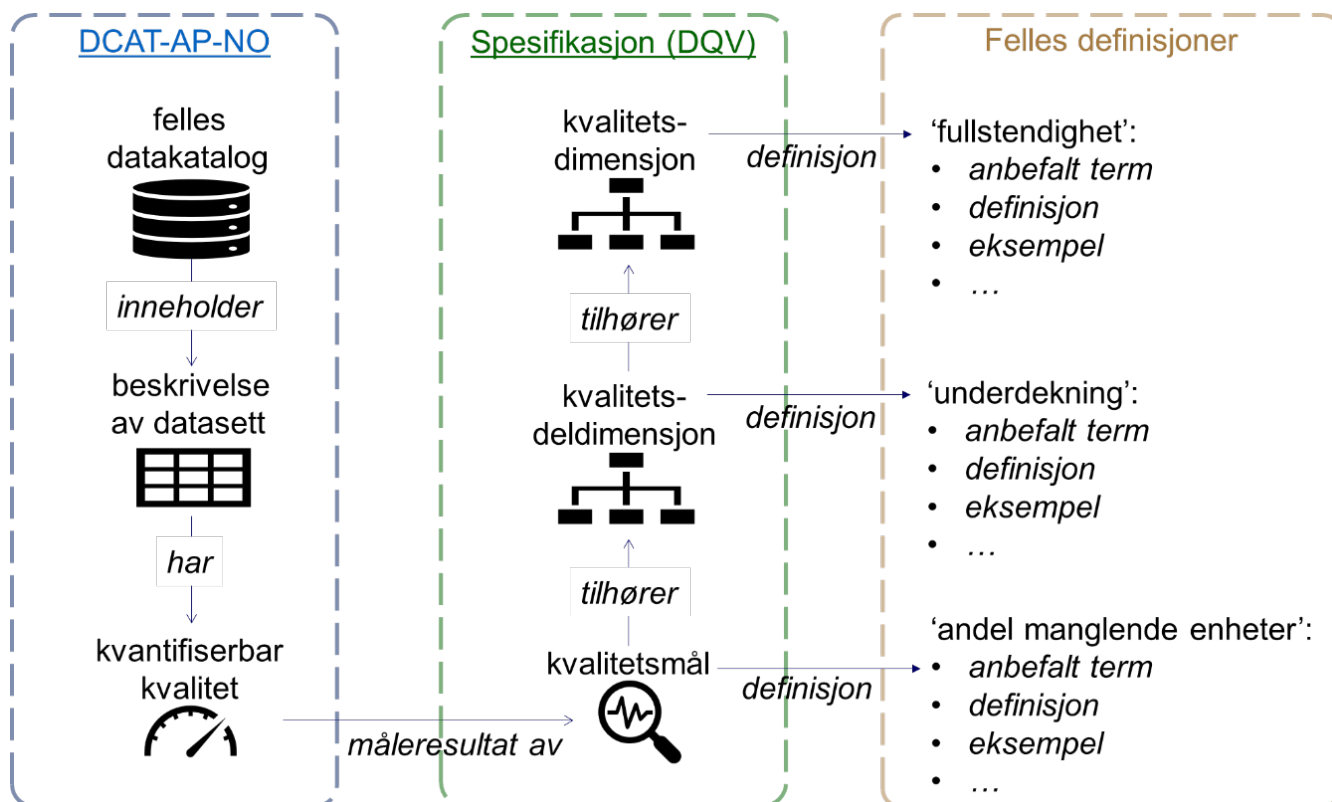 DCAT-AP-NO
felles
datakatalog
inneholder
beskrivelse
av datasett
har
kvantifiserbar
kvalitet
måleresultat av
Spesifikasjon (DQV)
kvalitets-
dimensjon
tilhører
kvalitets-
deldimensjon
tilhører
kvalitetsmål
definisjon
definisjon
definisjon
Felles definisjoner
‘fullstendighet’:
• anbefalt term
• definisjon
• eksempel
• …
‘underdekning’:
• anbefalt term
• definisjon
• eksempel
• …
‘andel manglende enheter’:
• anbefalt term
• definisjon
• eksempel
• …